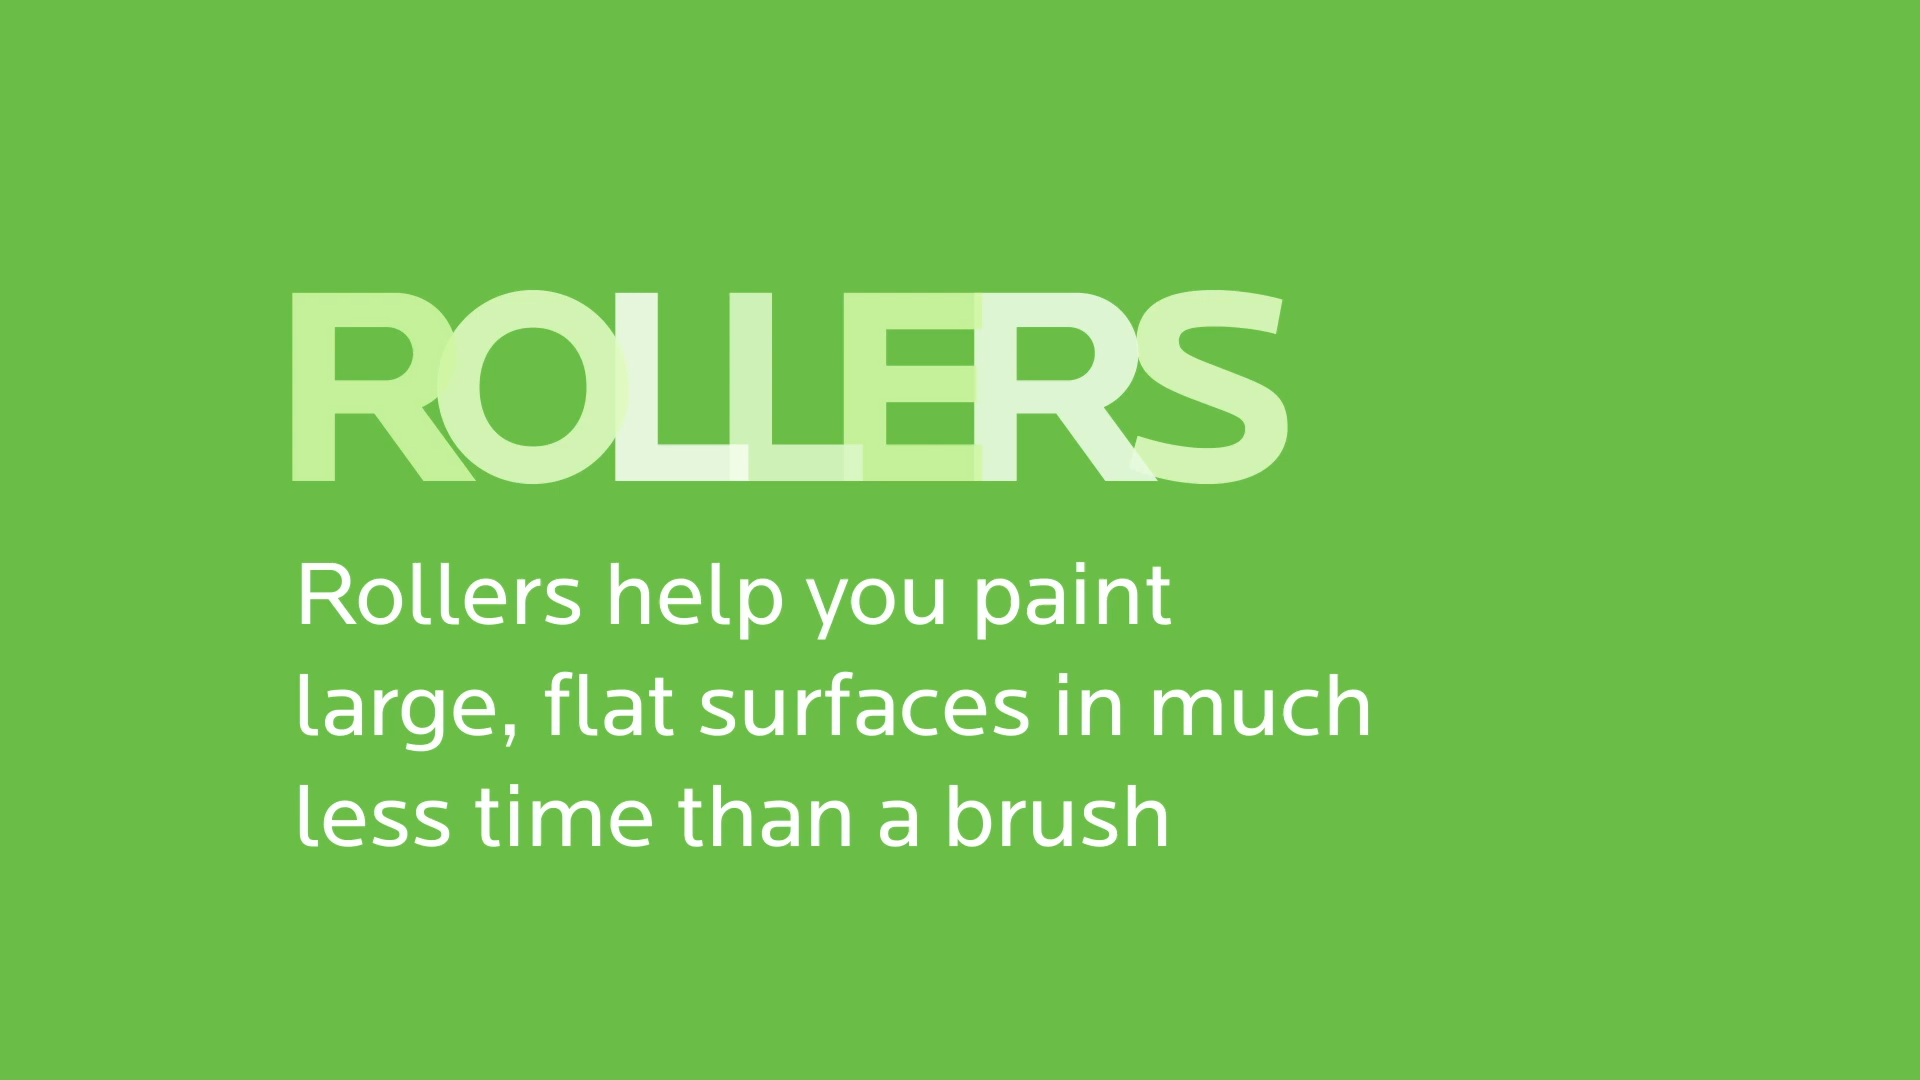 ROLLERS
Rollers help you paint
large, flat surfaces in much
less time than a brush